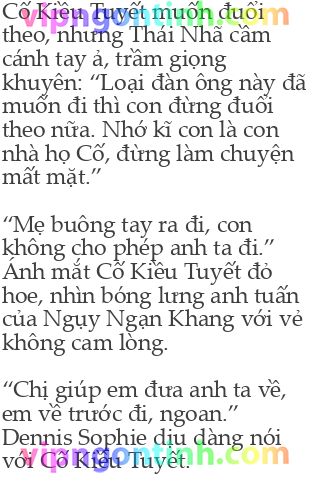 Cố Kiều Tuyết muốn đuổi
theo, nhưng Thái Nhã cầm
cánh tay ả, trầm giọng
khuyên: “Loại đàn ông này đã
muốn đi thì con đừng đuổi
theo nữa. Nhớ kĩ con là con
nhà họ Cố, đừng làm chuyện
mất mặt.”
“Mẹ buông tay ra đi, con
không cho phép anh ta đi.”
Ánh mắt Cố Kiều Tuyết đỏ
hoe, nhìn bóng lưng anh tuấn
của Ngụy Ngạn Khang với vẻ
không cam lòng.
“Chị giúp em đưa anh ta về,
em về trước đi, ngoan.”
Dennis Sophie dịu dàng nói
với Cố Kiều Tuyết.
vipngontinh.com
vipngontinh.com